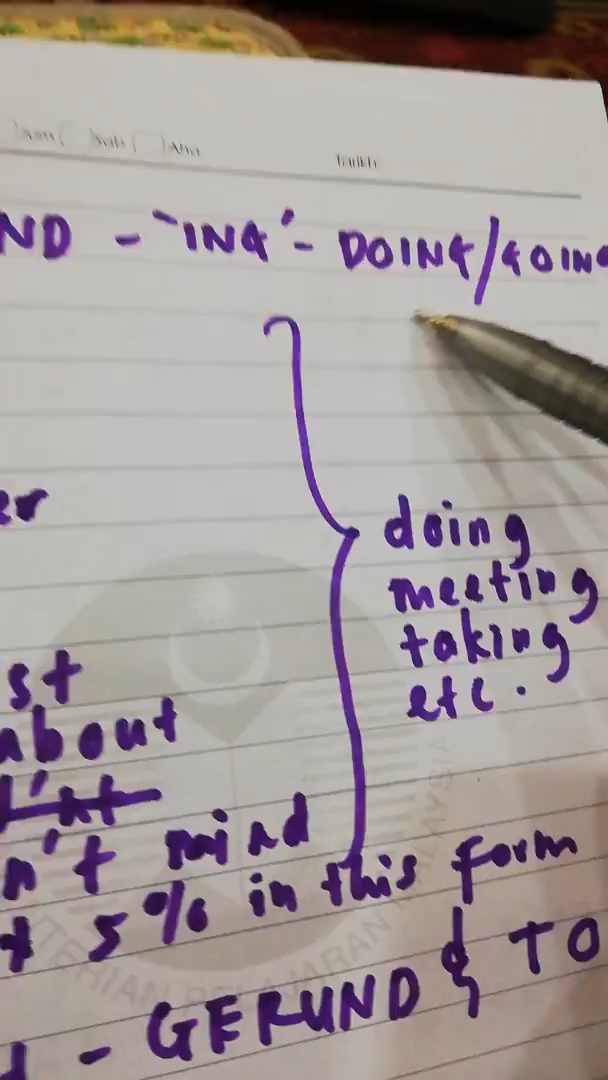 Tarikh
ND - "ING" - DOING/GOING
er
doing
meeting
taking
etc.
st
about
n't mind
5% in this form
- GERUND & TO